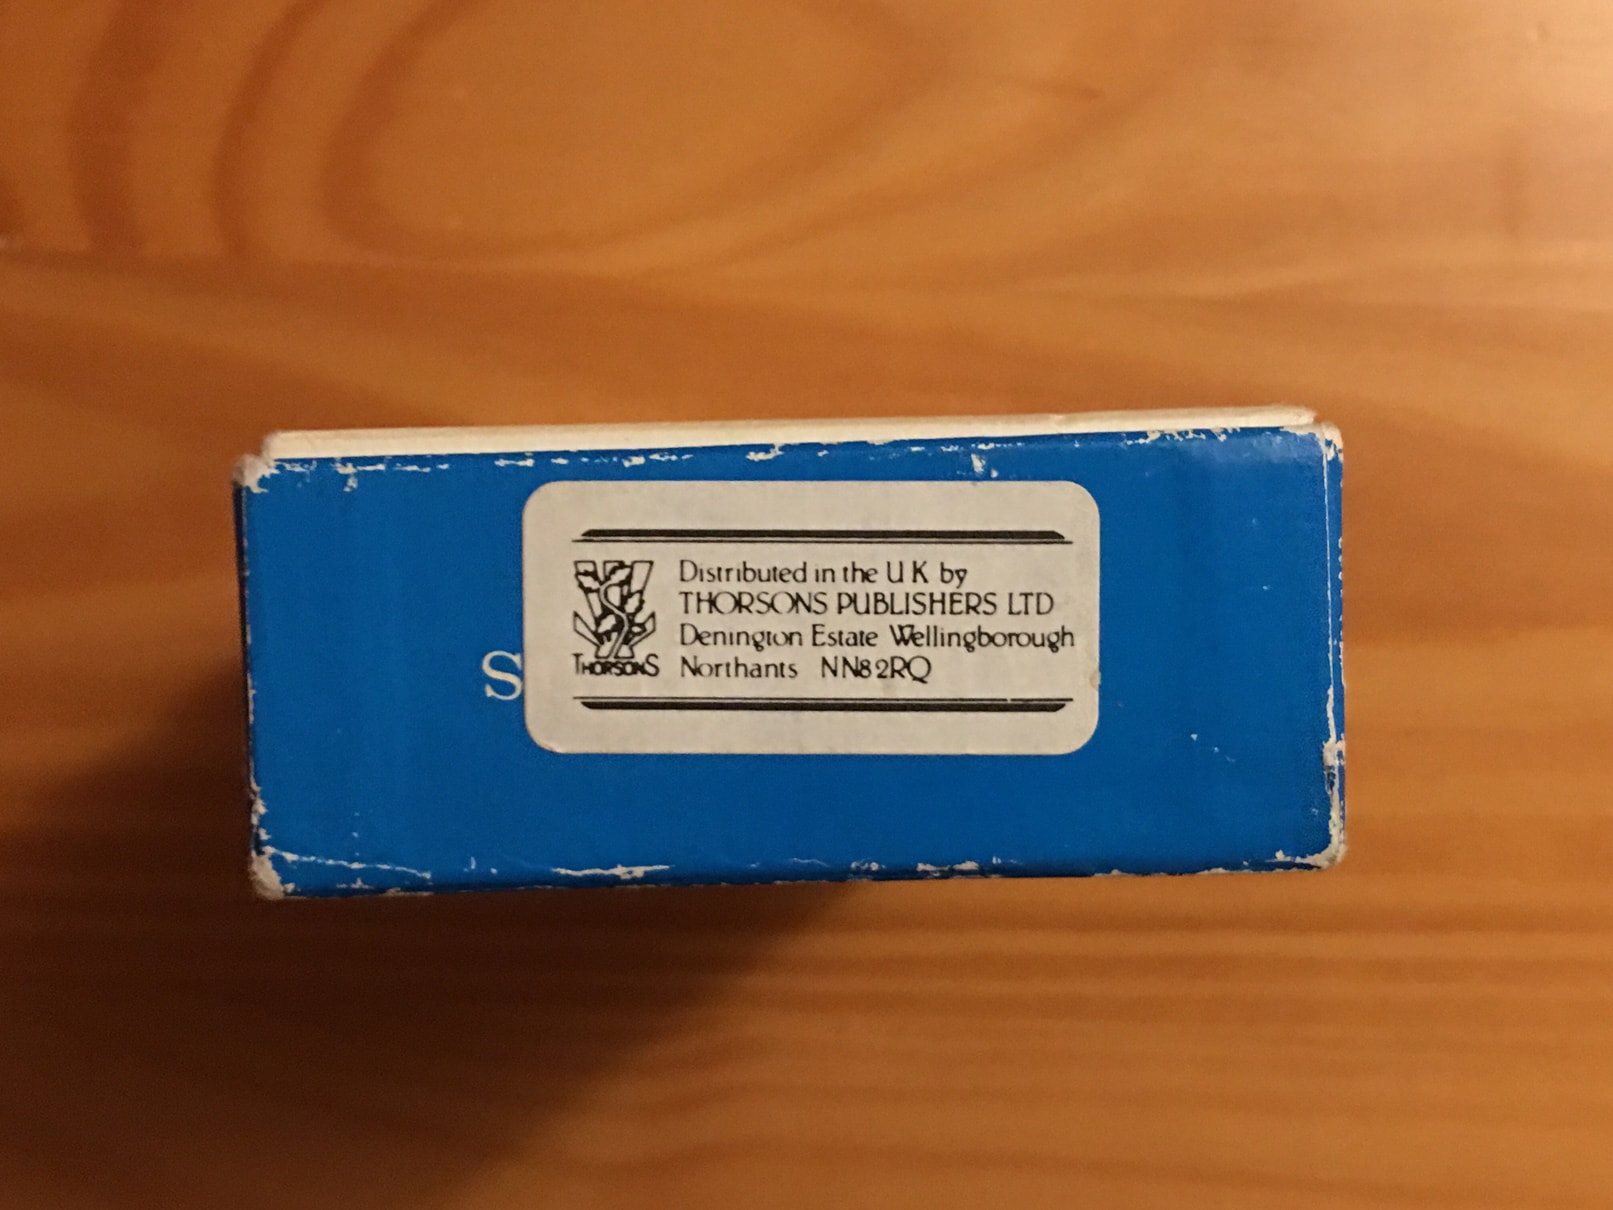 Distributed in the U K by
THORSONS PUBLISHERS LTD
Denington Estate Wellingborough
THORSONS Northants NN8 2RQ
S